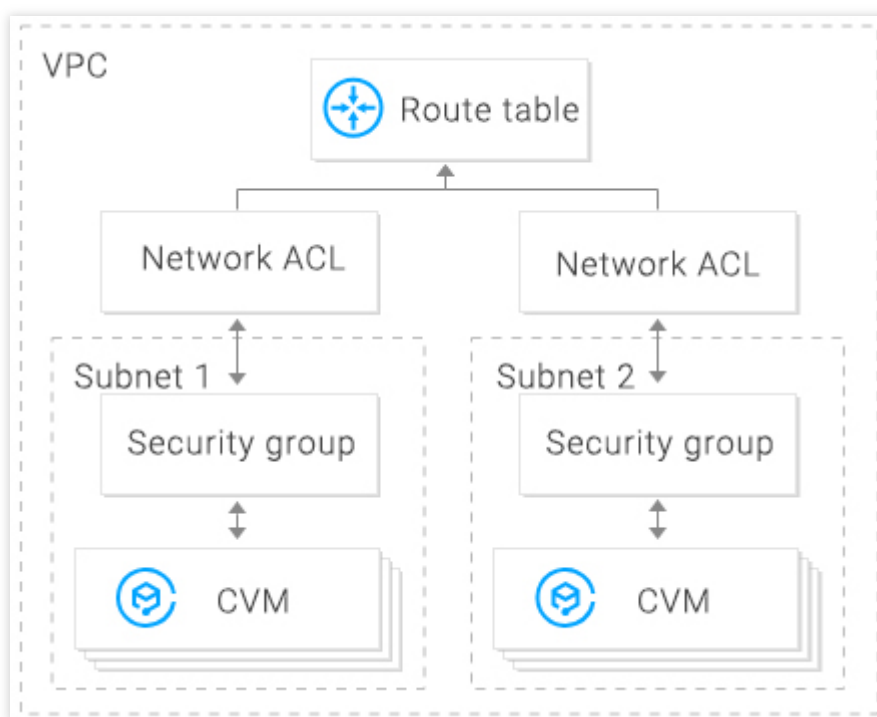 VPC
Route table
Network ACL
Network ACL
Subnet 1
Subnet 2
Security group
Security group
CVM
CVM